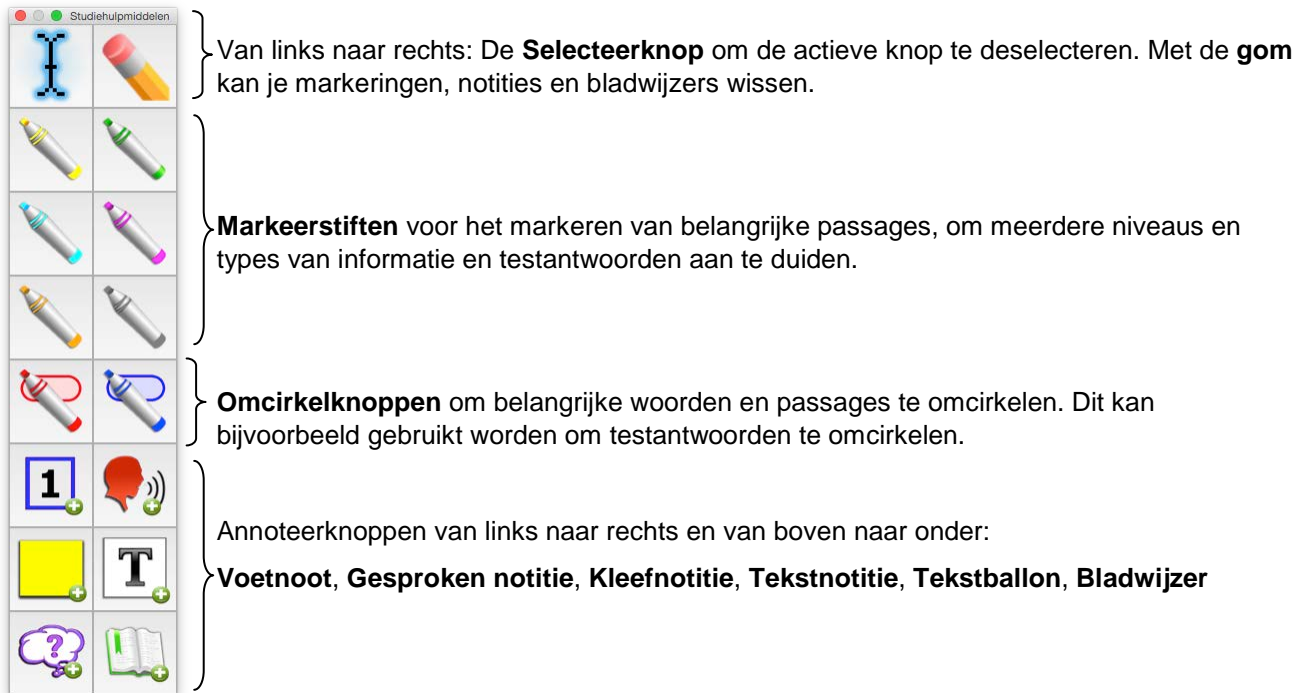 Studiehulpmiddelen
Van links naar rechts: De Selecteerknop om de actieve knop te deselecteren. Met de gom
kan je markeringen, notities en bladwijzers wissen.
Markeerstiften voor het markeren van belangrijke passages, om meerdere niveaus en
types van informatie en testantwoorden aan te duiden.
Omcirkelknoppen om belangrijke woorden en passages te omcirkelen. Dit kan
bijvoorbeeld gebruikt worden om testantwoorden te omcirkelen.
1
Annoteerknoppen van links naar rechts en van boven naar onder:
T
Voetnoot, Gesproken notitie, Kleefnotitie, Tekstnotitie, Tekstballon, Bladwijzer
?